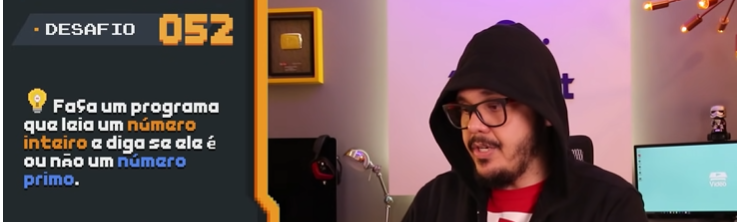 DESAFIO 052
Faça um programa
que leia um número
inteiro e diga se ele é
ou não um número
primo.